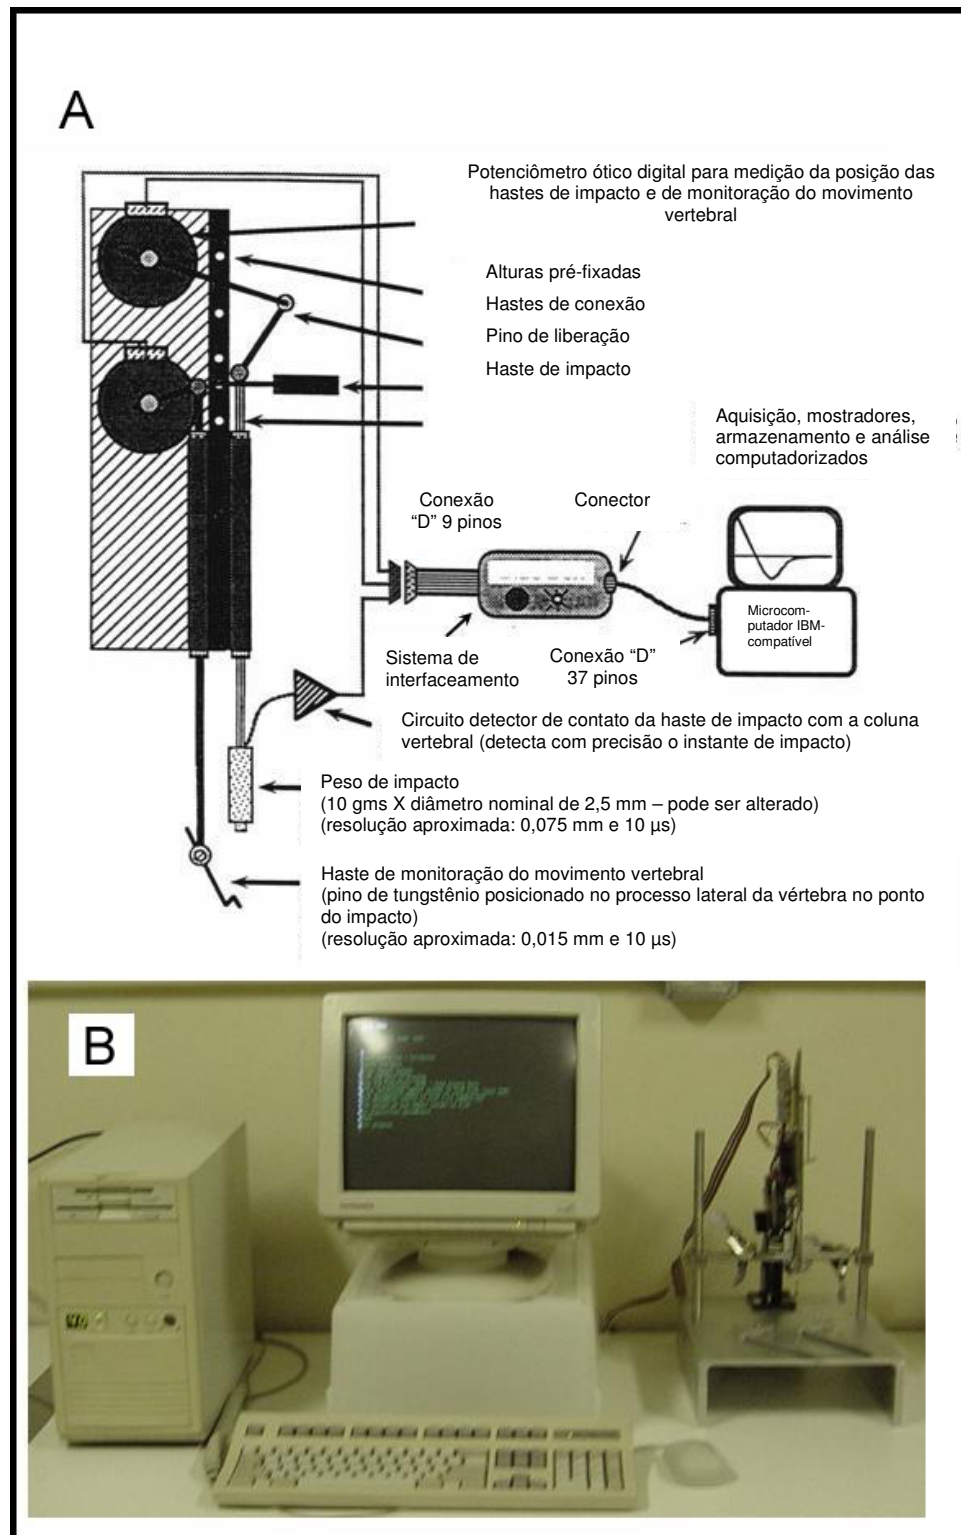 A
Potenciômetro ótico digital para medição da posição das
hastes de impacto e de monitoração do movimento
vertebral
Alturas pré-fixadas
Hastes de conexão
Pino de liberação
Haste de impacto
Aquisição, mostradores,
armazenamento e análise
computadorizados
Conexão
“D” 9 pinos
Conector
Microcom-
putador IBM-
compatível
Sistema de
interfaceamento
Conexão “D”
37 pinos
Circuito detector de contato da haste de impacto com a coluna
vertebral (detecta com precisão o instante de impacto)
Peso de impacto
(10 gms X diâmetro nominal de 2,5 mm – pode ser alterado)
(resolução aproximada: 0,075 mm e 10 µs)
Haste de monitoração do movimento vertebral
(pino de tungstênio posicionado no processo lateral da vértebra no ponto
do impacto)
(resolução aproximada: 0,015 mm e 10 µs)
B